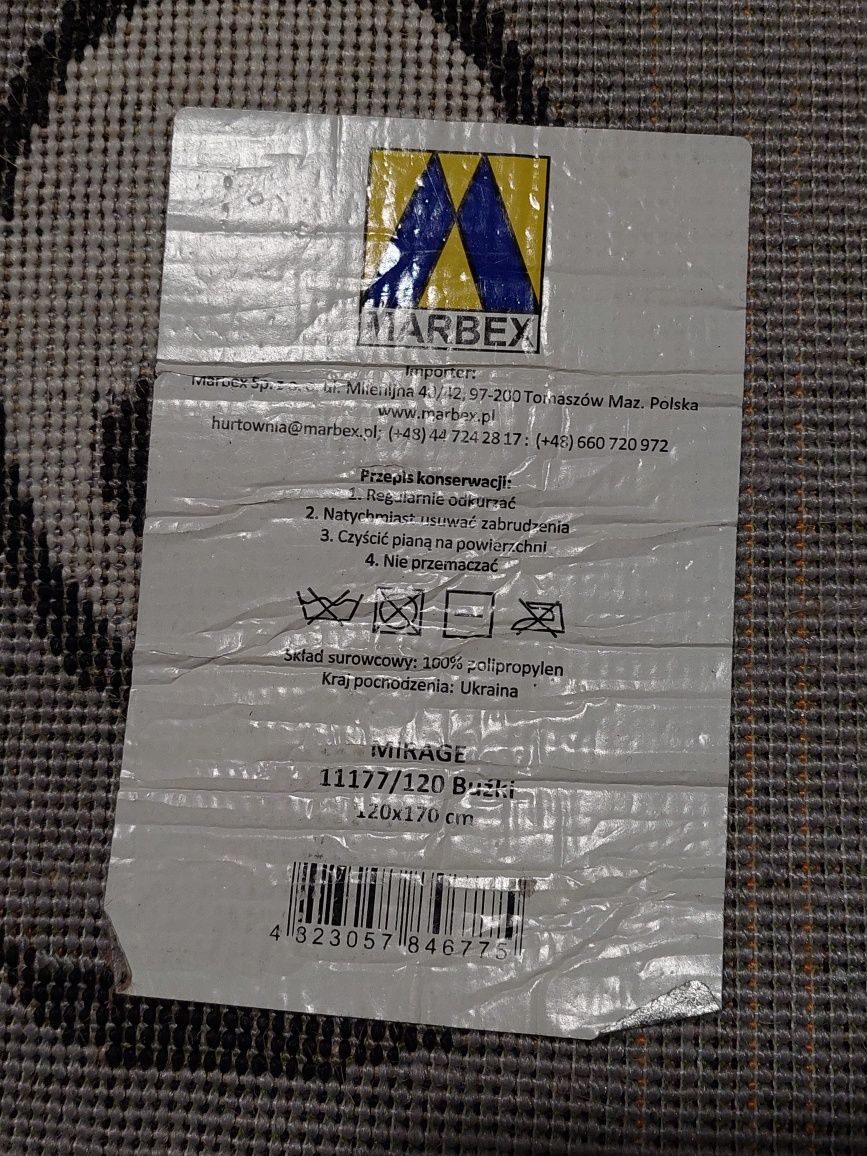 MARBEX
Importer:
Marbex sp. z o. o. ul. Milenijna 40/42, 97-200 Tomaszów Maz. Polska
www.marbex.pl
hurtownia@marbex.pl; (+48) 44 724 28 17 : (+48) 660 720 972
Przepis konserwacji:
1. Regularnie odkurzać
2. Natychmiast usuwać zabrudzenia
3. Czyścić pianą na powierzchni
4. Nie przemaczać
Skład surowcowy: 100% polipropylen
Kraj pochodzenia: Ukraina
MIRAGE
11177/120 Buźki
120x170 cm
4 823057 846775